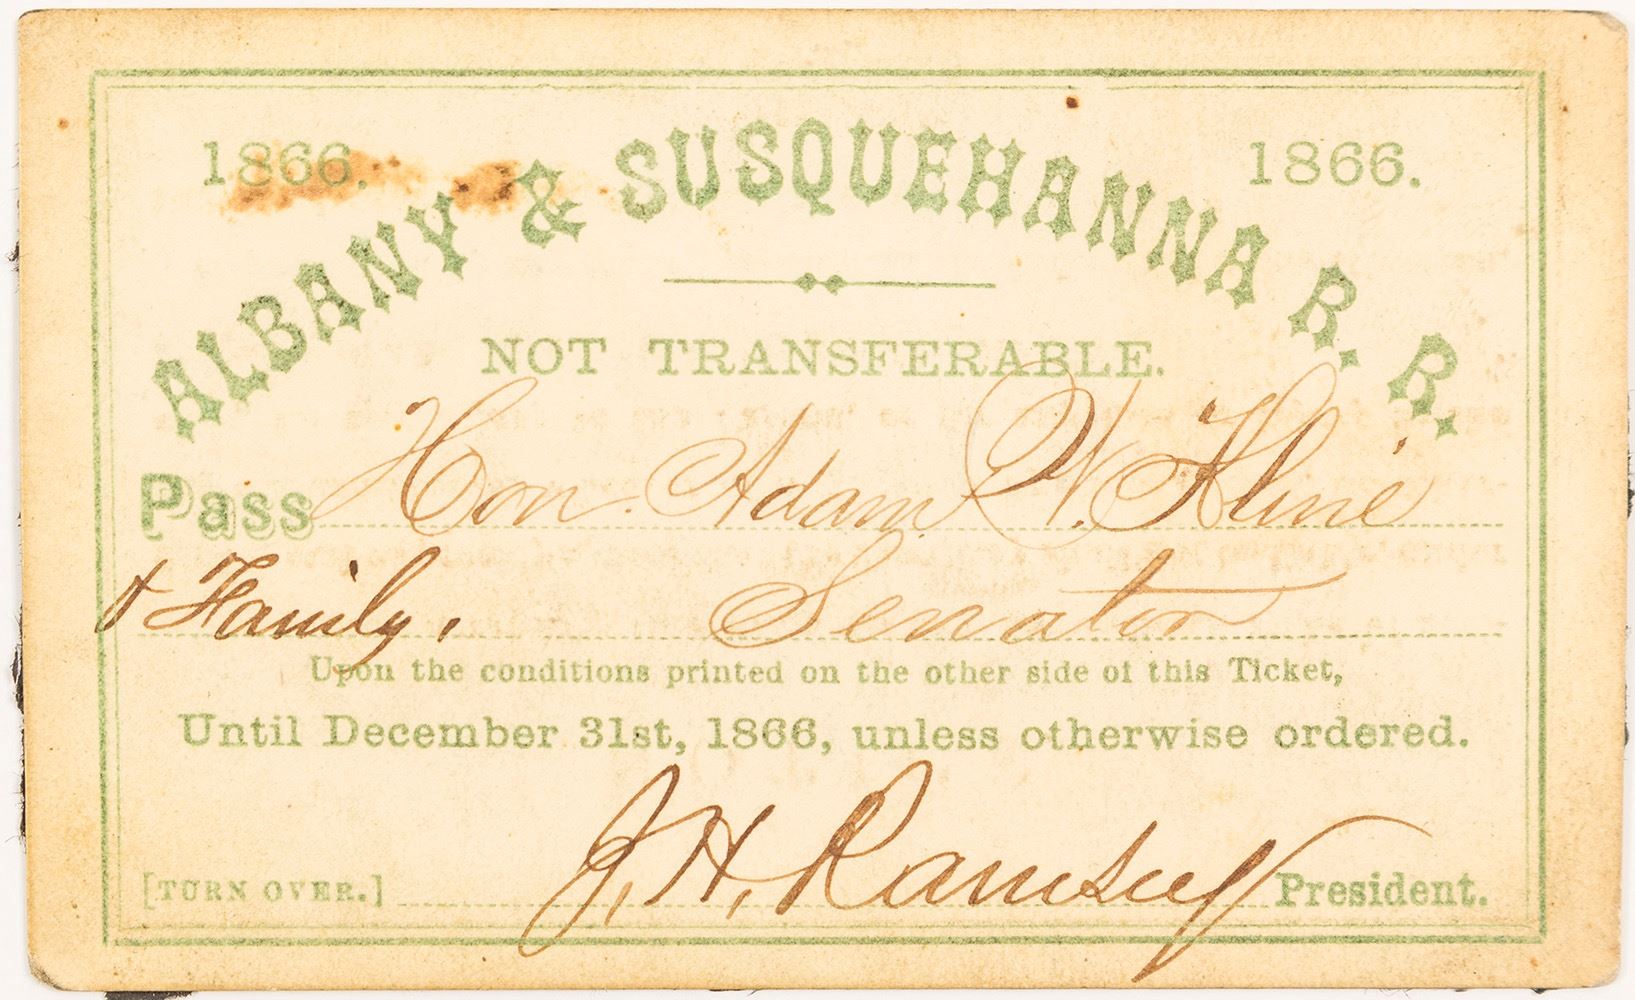 1866. 1866.
ALBANY & SUSQUEHANNA R. R.
NOT TRANSFERABLE.
Pass Hon. Adam W. Kline
& Family, Senator
Upon the conditions printed on the other side of this Ticket,
Until December 31st, 1866, unless otherwise ordered.
[TURN OVER.] J. H. Ramsey President.